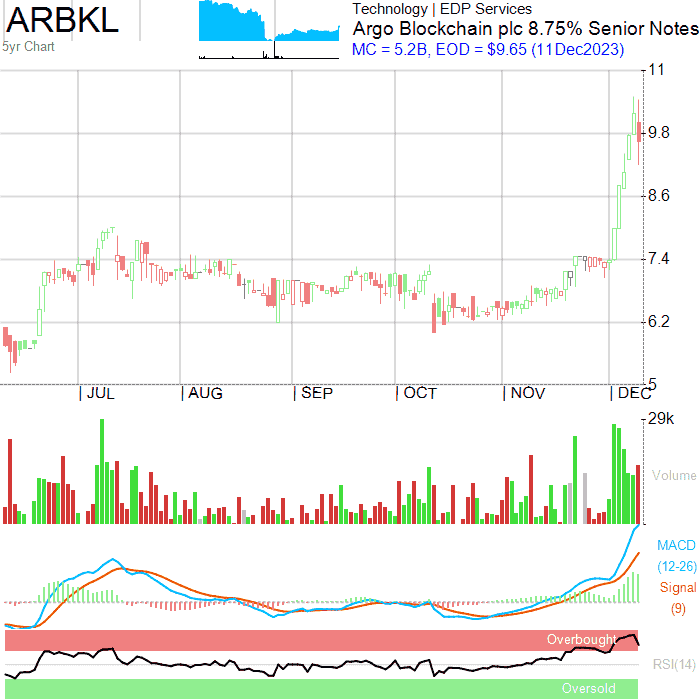 ARBKL
5yr Chart
Technology | EDP Services
Argo Blockchain plc 8.75% Senior Notes
MC = 5.2B, EOD = $9.65 (11Dec2023)
11
9.8
8.6
7.4
6.2
5
| JUL | AUG | SEP | OCT | NOV | DEC
29k
Volume
MACD
(12-26)
Signal
(9)
Overbought
RSI(14)
Oversold